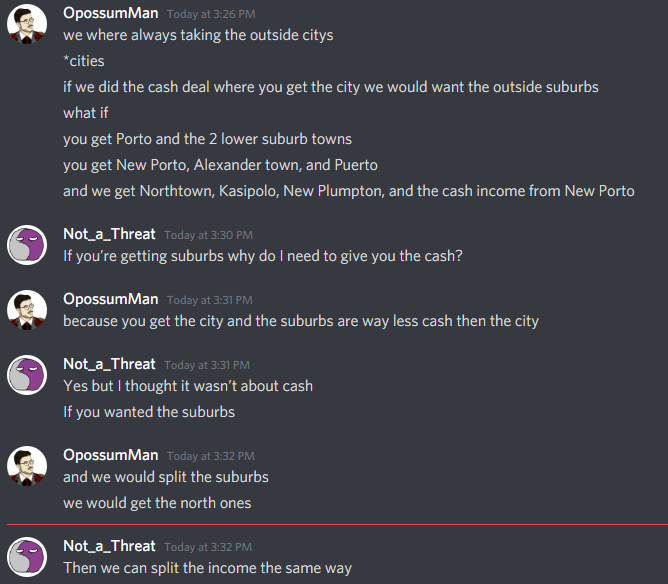 OpossumMan Today at 3:26 PM
we where always taking the outside citys
*cities
if we did the cash deal where you get the city we would want the outside suburbs
what if
you get Porto and the 2 lower suburb towns
you get New Porto, Alexander town, and Puerto
and we get Northtown, Kasipolo, New Plumpton, and the cash income from New Porto
Not_a_Threat Today at 3:30 PM
If you’re getting suburbs why do I need to give you the cash?
OpossumMan Today at 3:31 PM
because you get the city and the suburbs are way less cash then the city
Not_a_Threat Today at 3:31 PM
Yes but I thought it wasn’t about cash
If you wanted the suburbs
OpossumMan Today at 3:32 PM
and we would split the suburbs
we would get the north ones
Not_a_Threat Today at 3:32 PM
Then we can split the income the same way